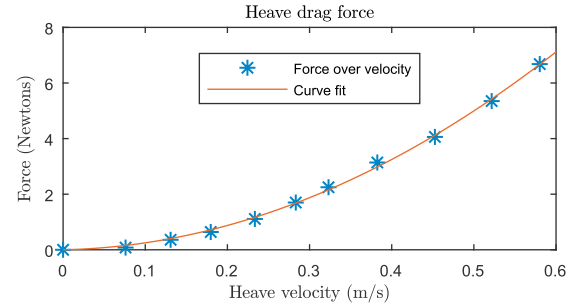 Heave drag force
8
6
4
2
0
Force (Newtons)
Force over velocity
Curve fit
0 0.1 0.2 0.3 0.4 0.5 0.6
Heave velocity (m/s)